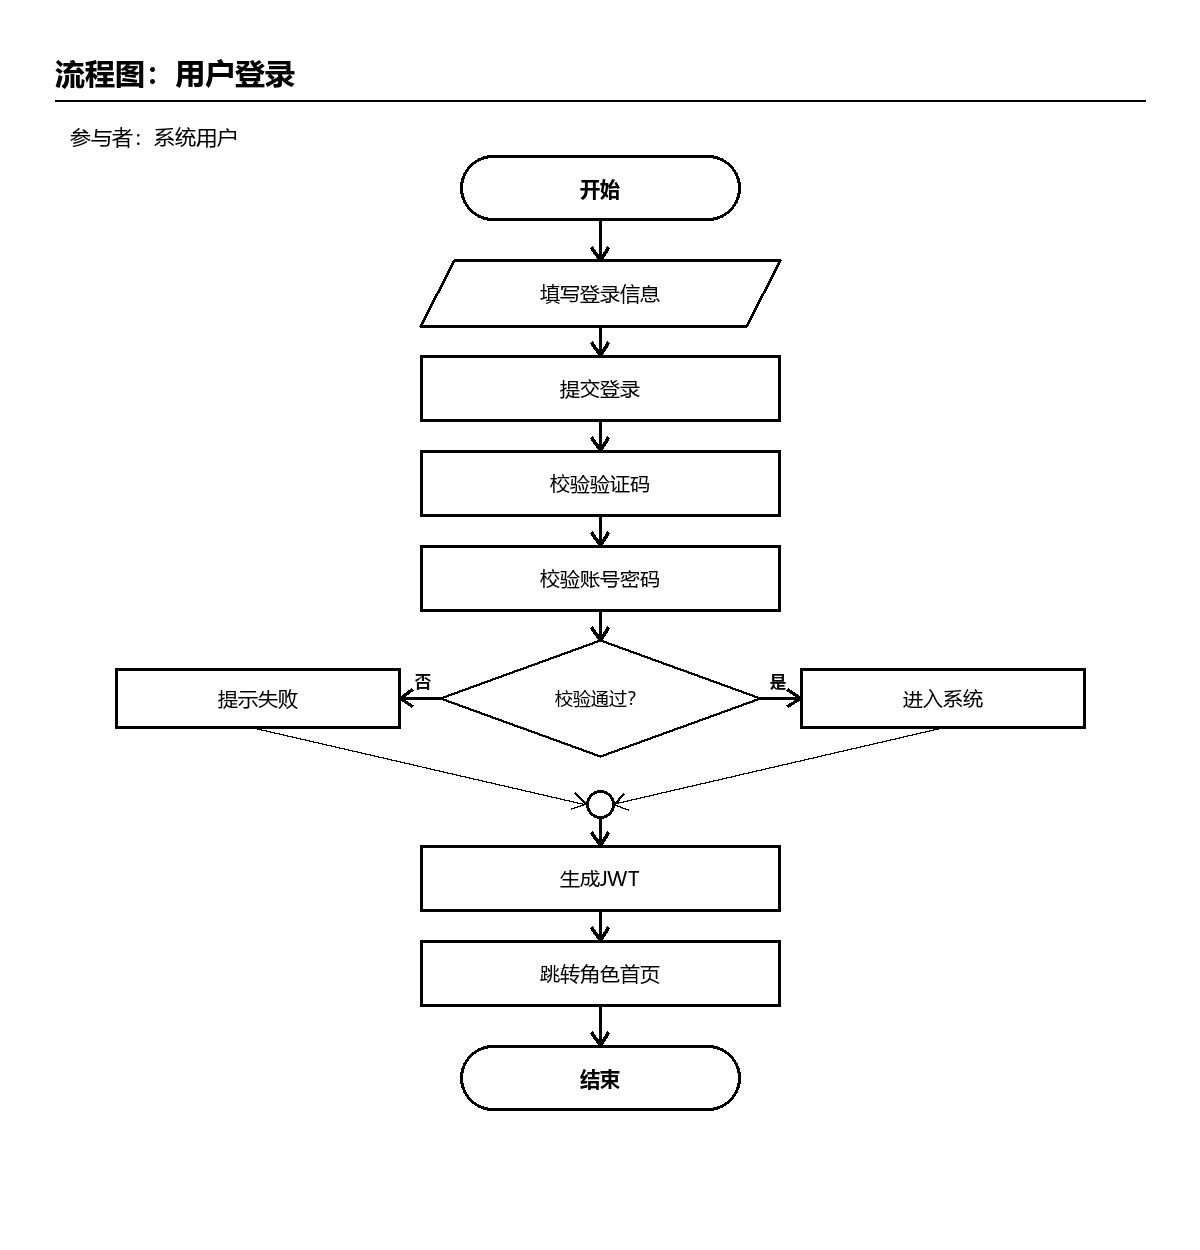 流程图：用户登录
参与者：系统用户
开始
填写登录信息
提交登录
校验验证码
校验账号密码
否
是
提示失败
校验通过？
进入系统
生成JWT
跳转角色首页
结束